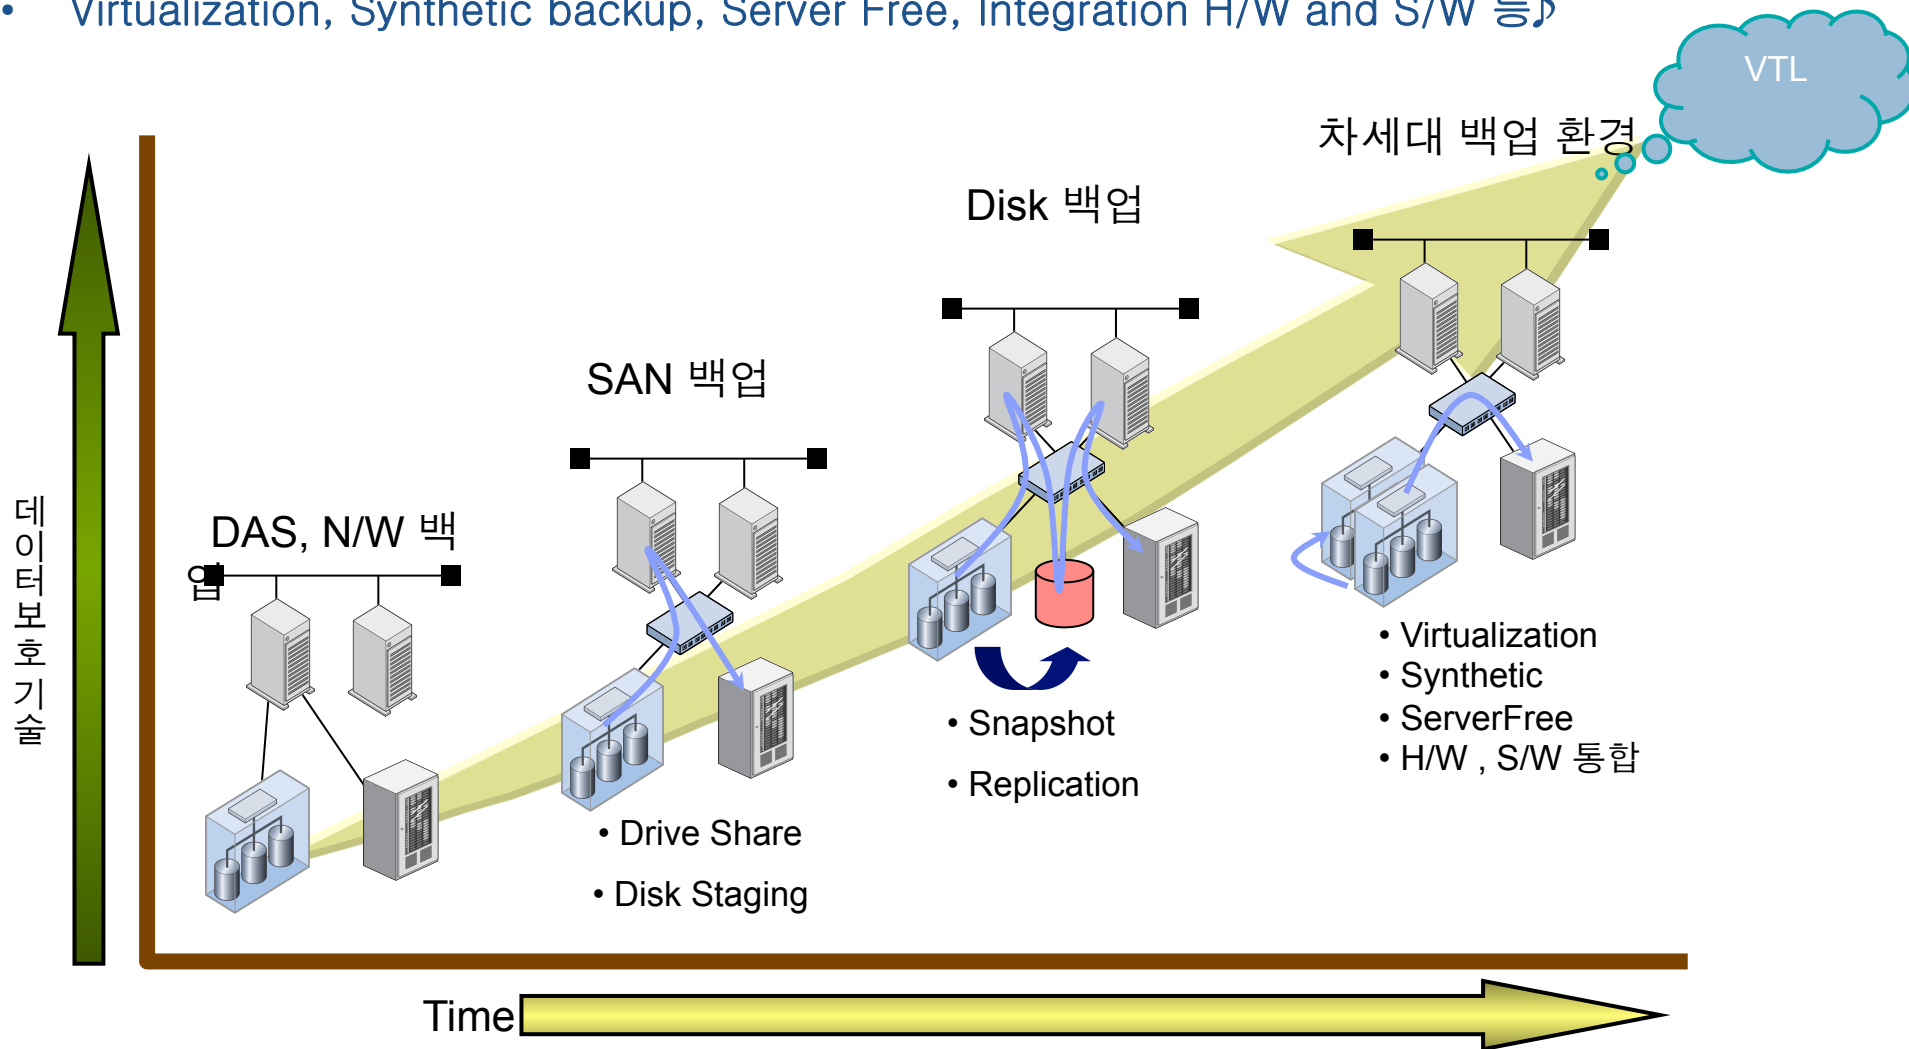 • Virtualization, Synthetic backup, Server Free, Integration H/W and S/W 등♪
VTL
차세대 백업 환경
Disk 백업
SAN 백업
DAS, N/W 백
업
데이터보호기술
• Virtualization
• Synthetic
• ServerFree
• H/W , S/W 통합
• Snapshot
• Replication
• Drive Share
• Disk Staging
Time